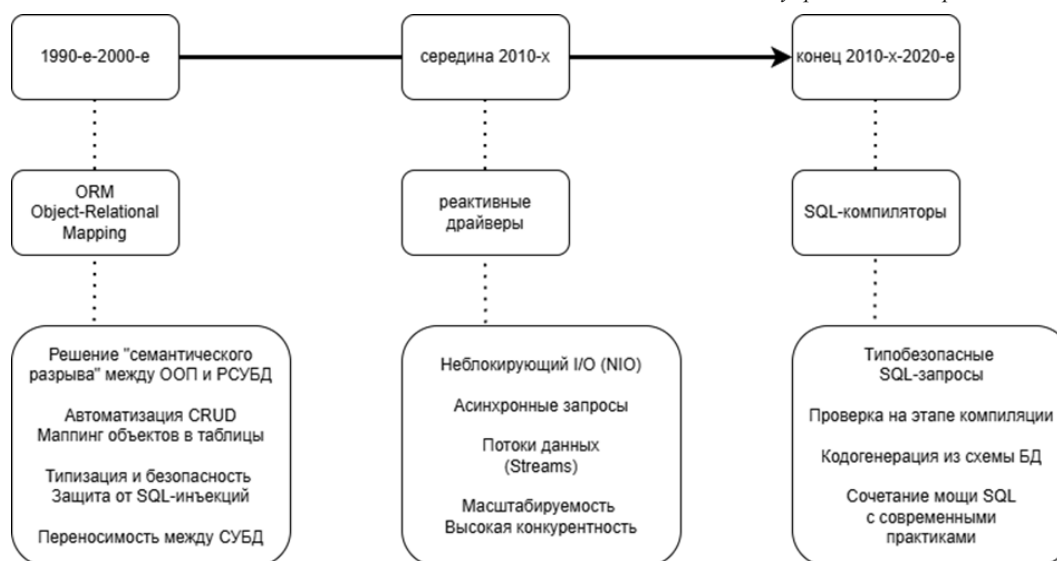 1990-е-2000-е
середина 2010-х
конец 2010-х-2020-е
ORM
Object-Relational
Mapping
реактивные
драйверы
SQL-компиляторы
Решение "семантического
разрыва" между ООП и РСУБД
Автоматизация CRUD
Маппинг объектов в таблицы
Типизация и безопасность
Защита от SQL-инъекций
Переносимость между СУБД
Неблокирующий I/O (NIO)
Асинхронные запросы
Потоки данных
(Streams)
Масштабируемость
Высокая конкурентность
Типобезопасные
SQL-запросы
Проверка на этапе компиляции
Кодогенерация из схемы БД
Сочетание мощи SQL
с современными
практиками